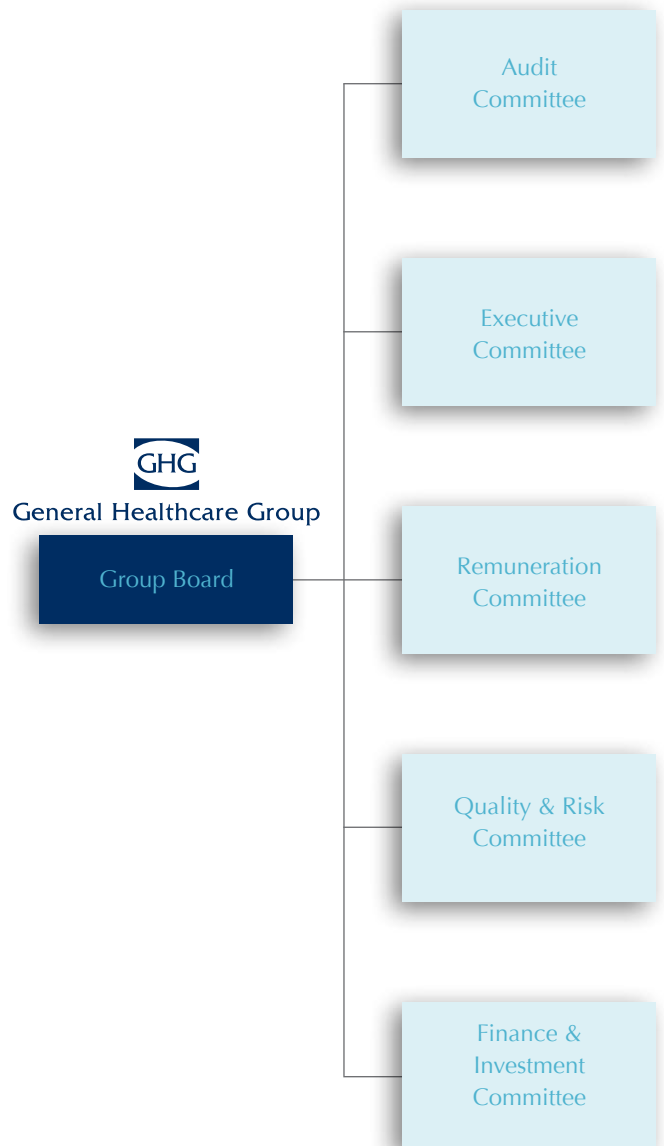 Audit
Committee
Executive
Committee
GHG
General Healthcare Group
Group Board
Remuneration
Committee
Quality & Risk
Committee
Finance &
Investment
Committee